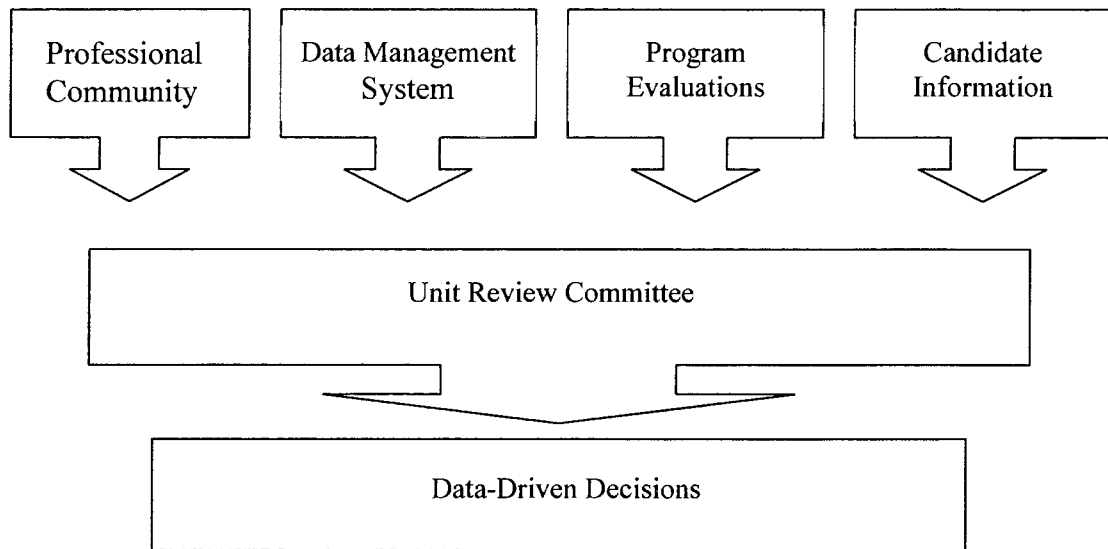 Professional
Community
Data Management
System
Program
Evaluations
Candidate
Information
Unit Review Committee
Data-Driven Decisions